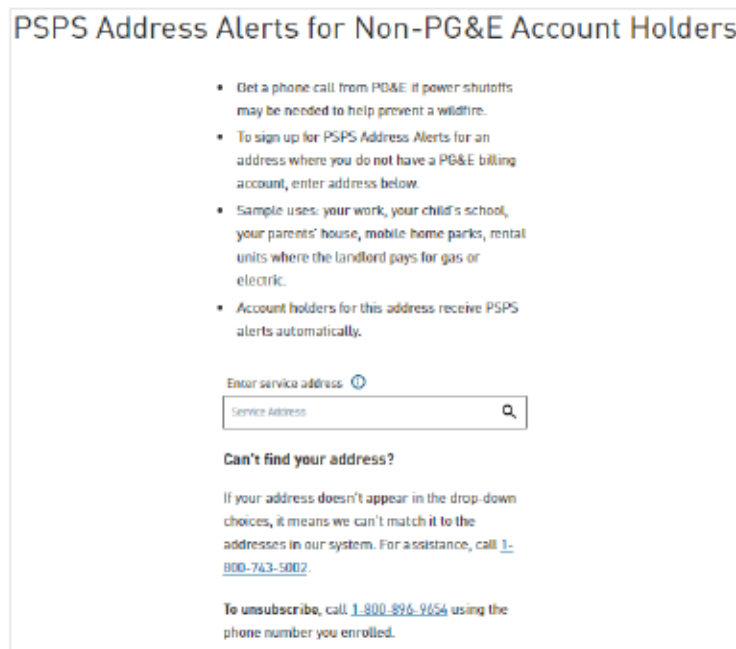 PSPS Address Alerts for Non-PG&E Account Holders
• Get a phone call from PG&E if power shutoffs
may be needed to help prevent a wildfire.
• To sign up for PSPS Address Alerts for an
address where you do not have a PG&E billing
account, enter address below.
• Sample uses: your work, your child's school,
your parents' house, mobile home parks, rental
units where the landlord pays for gas or
electric.
• Account holders for this address receive PSPS
alerts automatically.
Enter service address
Service Address
Can't find your address?
If your address doesn't appear in the drop-down
choices, it means we can't match it to the
addresses in our system. For assistance, call 1-
800-743-5002.
To unsubscribe, call 1-800-896-9654 using the
phone number you enrolled.